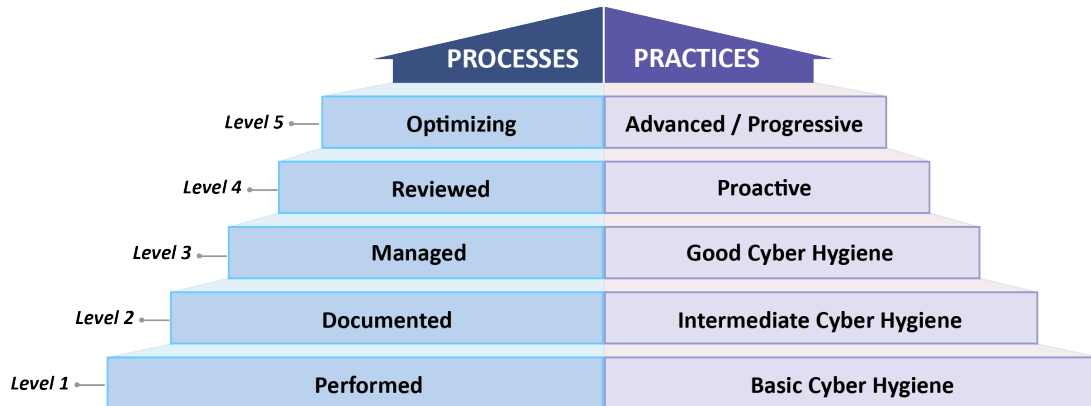 PROCESSES PRACTICES
Level 5 Optimizing Advanced / Progressive
Level 4 Reviewed Proactive
Level 3 Managed Good Cyber Hygiene
Level 2 Documented Intermediate Cyber Hygiene
Level 1 Performed Basic Cyber Hygiene